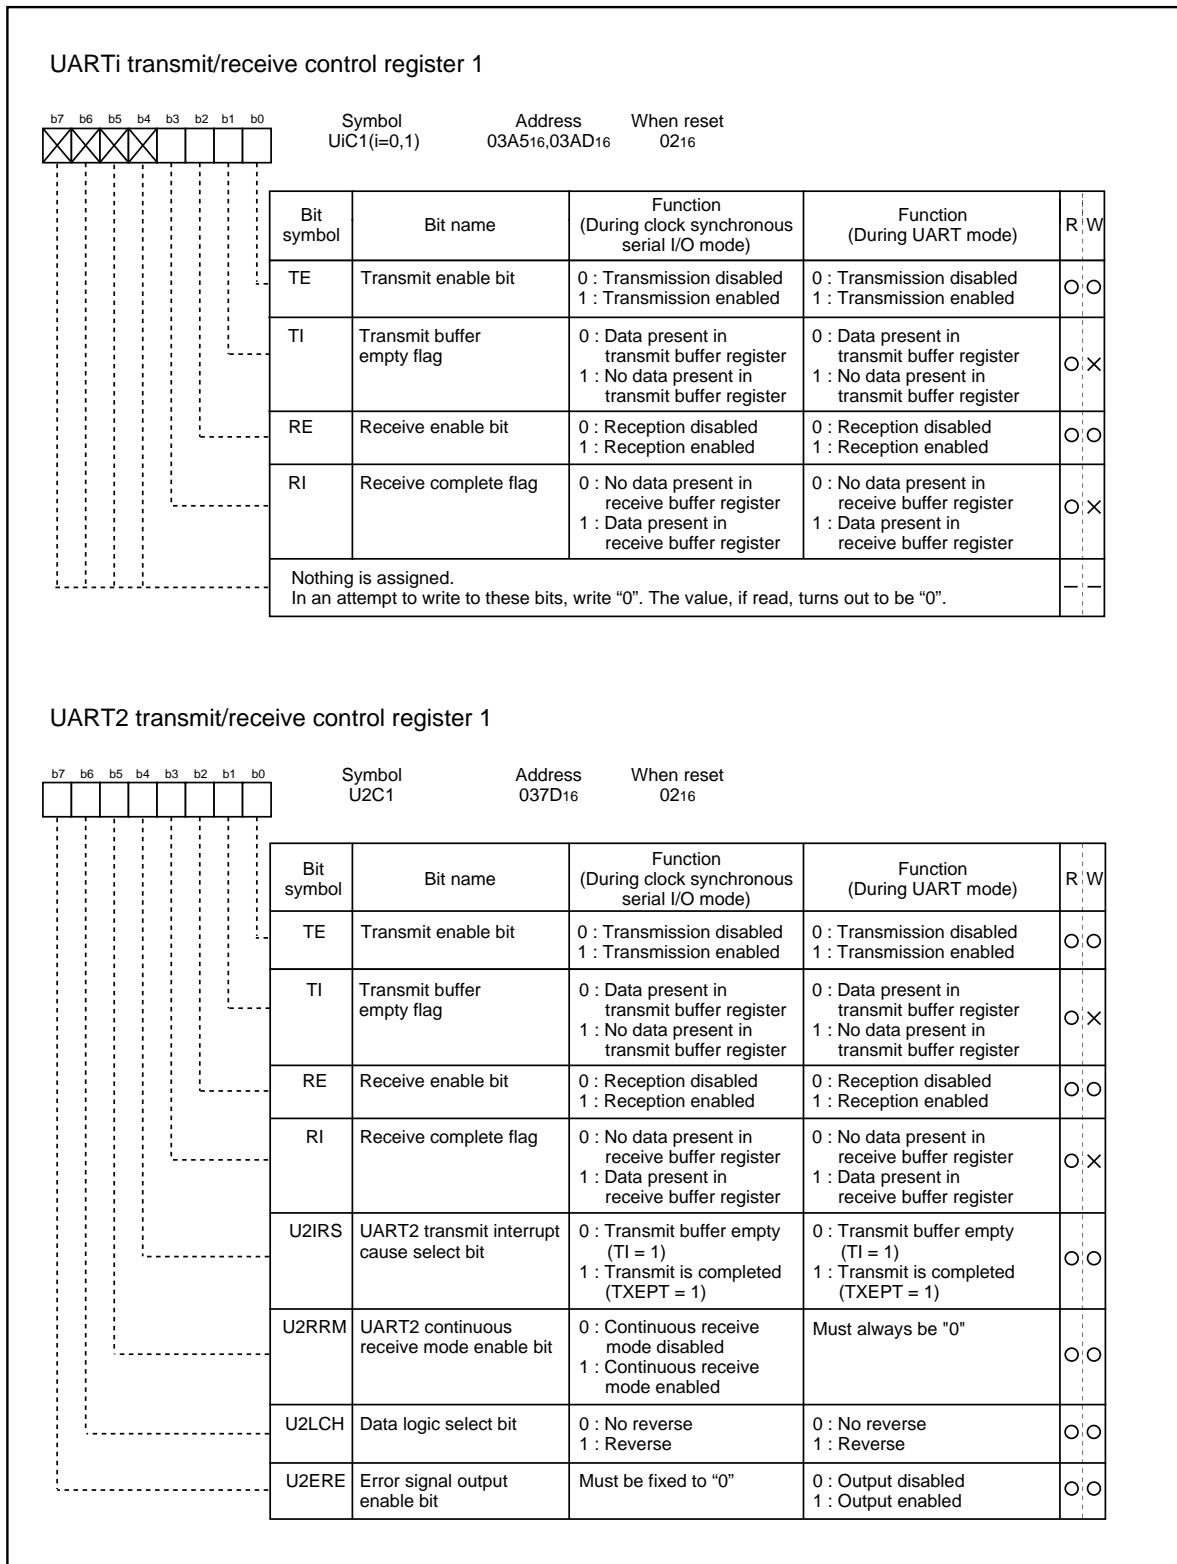 UARTi transmit/receive control register 1
b7 b6 b5 b4 b3 b2 b1 b0
Symbol Address When reset
UiC1(i=0,1) 03A516,03AD16 0216
Bit symbol
Bit name
Function
(During clock synchronous
serial I/O mode)
Function
(During UART mode)
R W
TE
Transmit enable bit
0 : Transmission disabled
1 : Transmission enabled
0 : Transmission disabled
1 : Transmission enabled
TI
Transmit buffer
empty flag
0 : Data present in
transmit buffer register
1 : No data present in
transmit buffer register
0 : Data present in
transmit buffer register
1 : No data present in
transmit buffer register
RE
Receive enable bit
0 : Reception disabled
1 : Reception enabled
0 : Reception disabled
1 : Reception enabled
RI
Receive complete flag
0 : No data present in
receive buffer register
1 : Data present in
receive buffer register
0 : No data present in
receive buffer register
1 : Data present in
receive buffer register
Nothing is assigned.
In an attempt to write to these bits, write “0”. The value, if read, turns out to be “0”.
UART2 transmit/receive control register 1
b7 b6 b5 b4 b3 b2 b1 b0
Symbol Address When reset
U2C1 037D16 0216
Bit symbol
Bit name
Function
(During clock synchronous
serial I/O mode)
Function
(During UART mode)
R W
TE
Transmit enable bit
0 : Transmission disabled
1 : Transmission enabled
0 : Transmission disabled
1 : Transmission enabled
TI
Transmit buffer
empty flag
0 : Data present in
transmit buffer register
1 : No data present in
transmit buffer register
0 : Data present in
transmit buffer register
1 : No data present in
transmit buffer register
RE
Receive enable bit
0 : Reception disabled
1 : Reception enabled
0 : Reception disabled
1 : Reception enabled
RI
Receive complete flag
0 : No data present in
receive buffer register
1 : Data present in
receive buffer register
0 : No data present in
receive buffer register
1 : Data present in
receive buffer register
U2IRS
UART2 transmit interrupt
cause select bit
0 : Transmit buffer empty
(TI = 1)
1 : Transmit is completed
(TXEPT = 1)
0 : Transmit buffer empty
(TI = 1)
1 : Transmit is completed
(TXEPT = 1)
U2RRM
UART2 continuous
receive mode enable bit
0 : Continuous receive
mode disabled
1 : Continuous receive
mode enabled
Must always be "0"
U2LCH
Data logic select bit
0 : No reverse
1 : Reverse
0 : No reverse
1 : Reverse
U2ERE
Error signal output
enable bit
Must be fixed to “0”
0 : Output disabled
1 : Output enabled